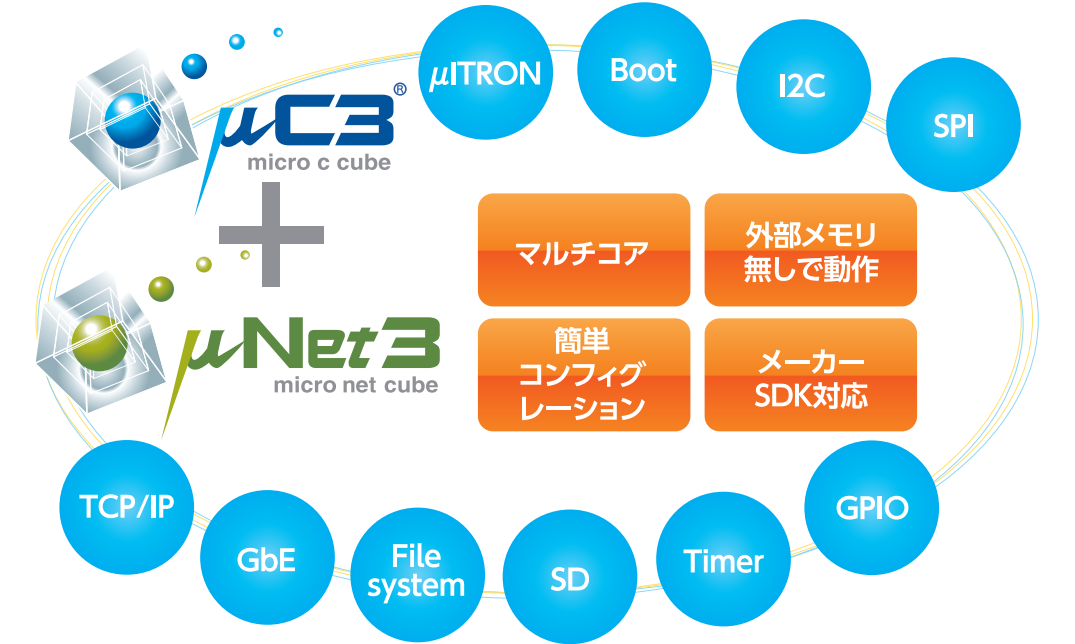 μC3®
micro c cube
μNet3
micro net cube
μITRON
Boot
I2C
SPI
マルチコア
外部メモリ
無しで動作
簡単
コンフィグ
レーション
メーカー
SDK対応
TCP/IP
GbE
File
system
SD
Timer
GPIO